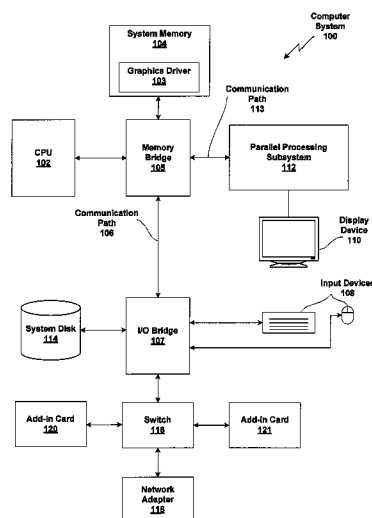 Computer
System
100
System Memory
104
Graphics Driver
103
Communication
Path
113
CPU
102
Memory
Bridge
105
Parallel Processing
Subsystem
112
Communication
Path
106
Display
Device
110
Input Devices
108
System Disk
114
I/O Bridge
107
Add-In Card
120
Switch
116
Add-In Card
121
Network
Adapter
118